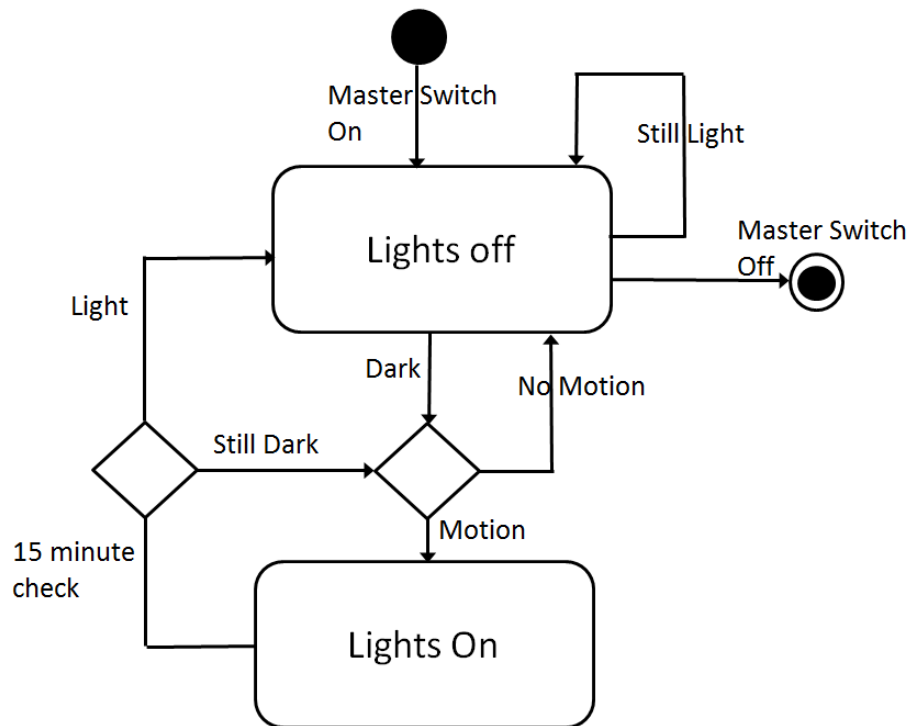 Master Switch
On
Still Light
Lights off
Master Switch
Off
Light
Dark
No Motion
Still Dark
15 minute
check
Motion
Lights On